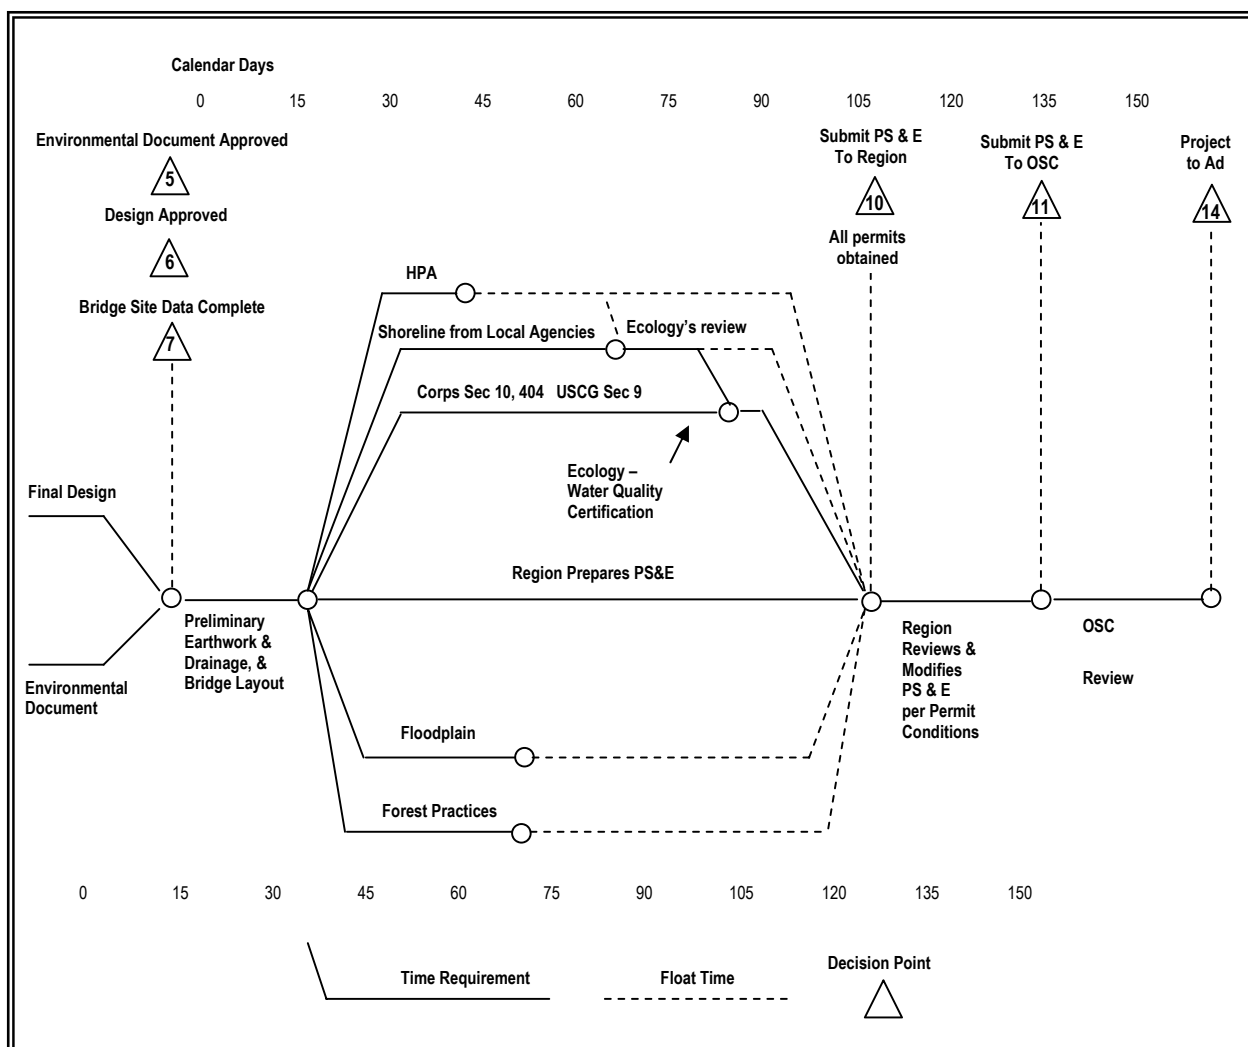 Calendar Days
0 15 30 45 60 75 90 105 120 135 150
Environmental Document Approved
5
Design Approved
6
Bridge Site Data Complete
7
Submit PS & E
To Region
10
All permits
obtained
Submit PS & E
To OSC
11
Project
to Ad
14
HPA
Shoreline from Local Agencies
Ecology's review
Corps Sec 10, 404 USCG Sec 9
Ecology –
Water Quality
Certification
Final Design
Region Prepares PS&E
Environmental
Document
Preliminary
Earthwork &
Drainage, &
Bridge Layout
Region
Reviews &
Modifies
PS & E
per Permit
Conditions
OSC
Review
Floodplain
Forest Practices
0 15 30 45 60 75 90 105 120 135 150
Time Requirement
Float Time
Decision Point